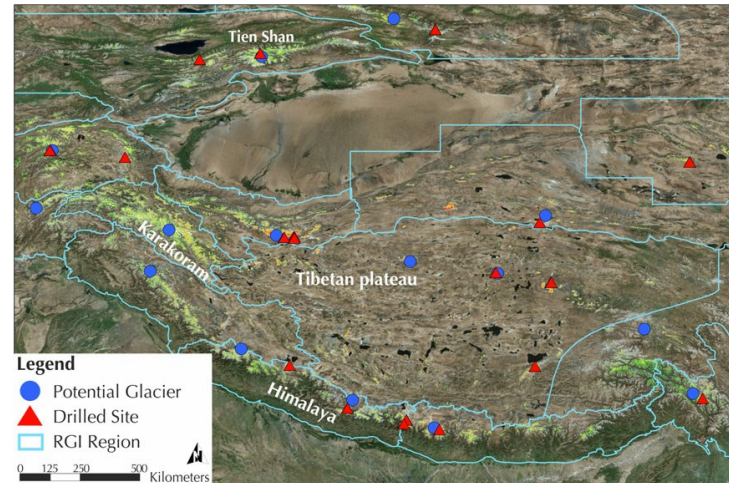 Tien Shan
Karakoram
Tibetan plateau
Himalaya
Legend
Potential Glacier
Drilled Site
RGI Region
N
0 125 250 500
Kilometers